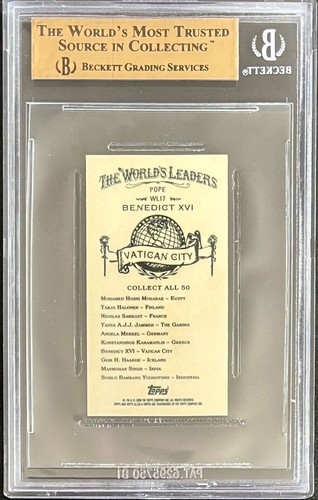 THE WORLD'S MOST TRUSTED
SOURCE IN COLLECTING™
B BECKETT GRADING SERVICES
B
BECKETT
THE WORLD'S LEADERS
POPE
WL17
BENEDICT XVI
VATICAN CITY
COLLECT ALL 50
MOHAMED HOSNI MUBARAK – EGYPT
TARJA HALONEN – FINLAND
NICOLAS SARKOZY – FRANCE
YAHYA A.J.J. JAMMEH – THE GAMBIA
ANGELA MERKEL – GERMANY
KONSTANDINOS KARAMANLIS – GREECE
BENEDICT XVI – VATICAN CITY
GEIR H. HAARDE – ICELAND
MANMOHAN SINGH – INDIA
SUSILO BAMBANG YUDHOYONO – INDONESIA
Topps